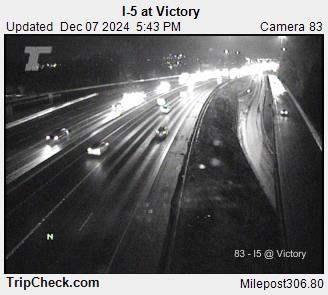 I-5 at Victory
Updated Dec 07 2024 5:43 PM Camera 83
T
N
83 - I5 @ Victory
TripCheck.com Milepost306.80